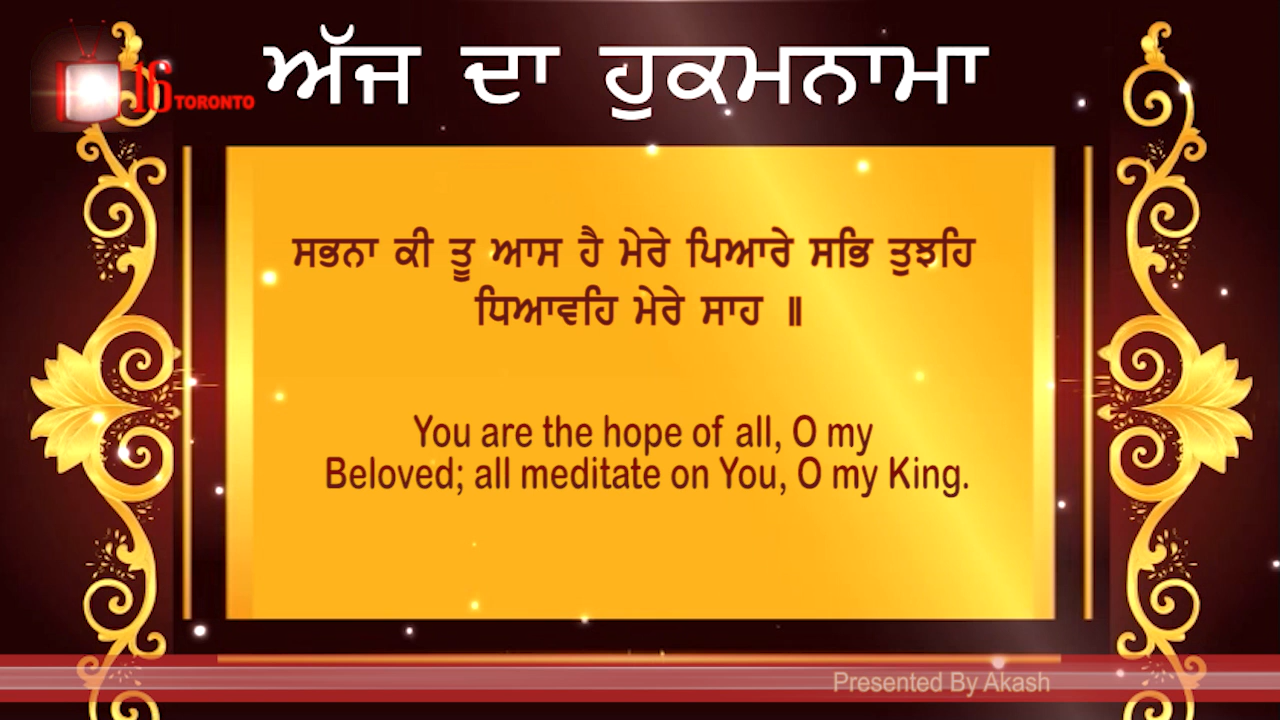 ਅੱਜ ਦਾ ਹੁਕਮਨਾਮਾ
16 TORONTO
ਸਭਨਾ ਕੀ ਤੂ ਆਸ ਹੈ ਮੇਰੇ ਪਿਆਰੇ ਸਭਿ ਤੁਝਹਿ
ਧਿਆਵਹਿ ਮੇਰੇ ਸਾਹ ॥
You are the hope of all, O my
Beloved; all meditate on You, O my King.
Presented By Akash